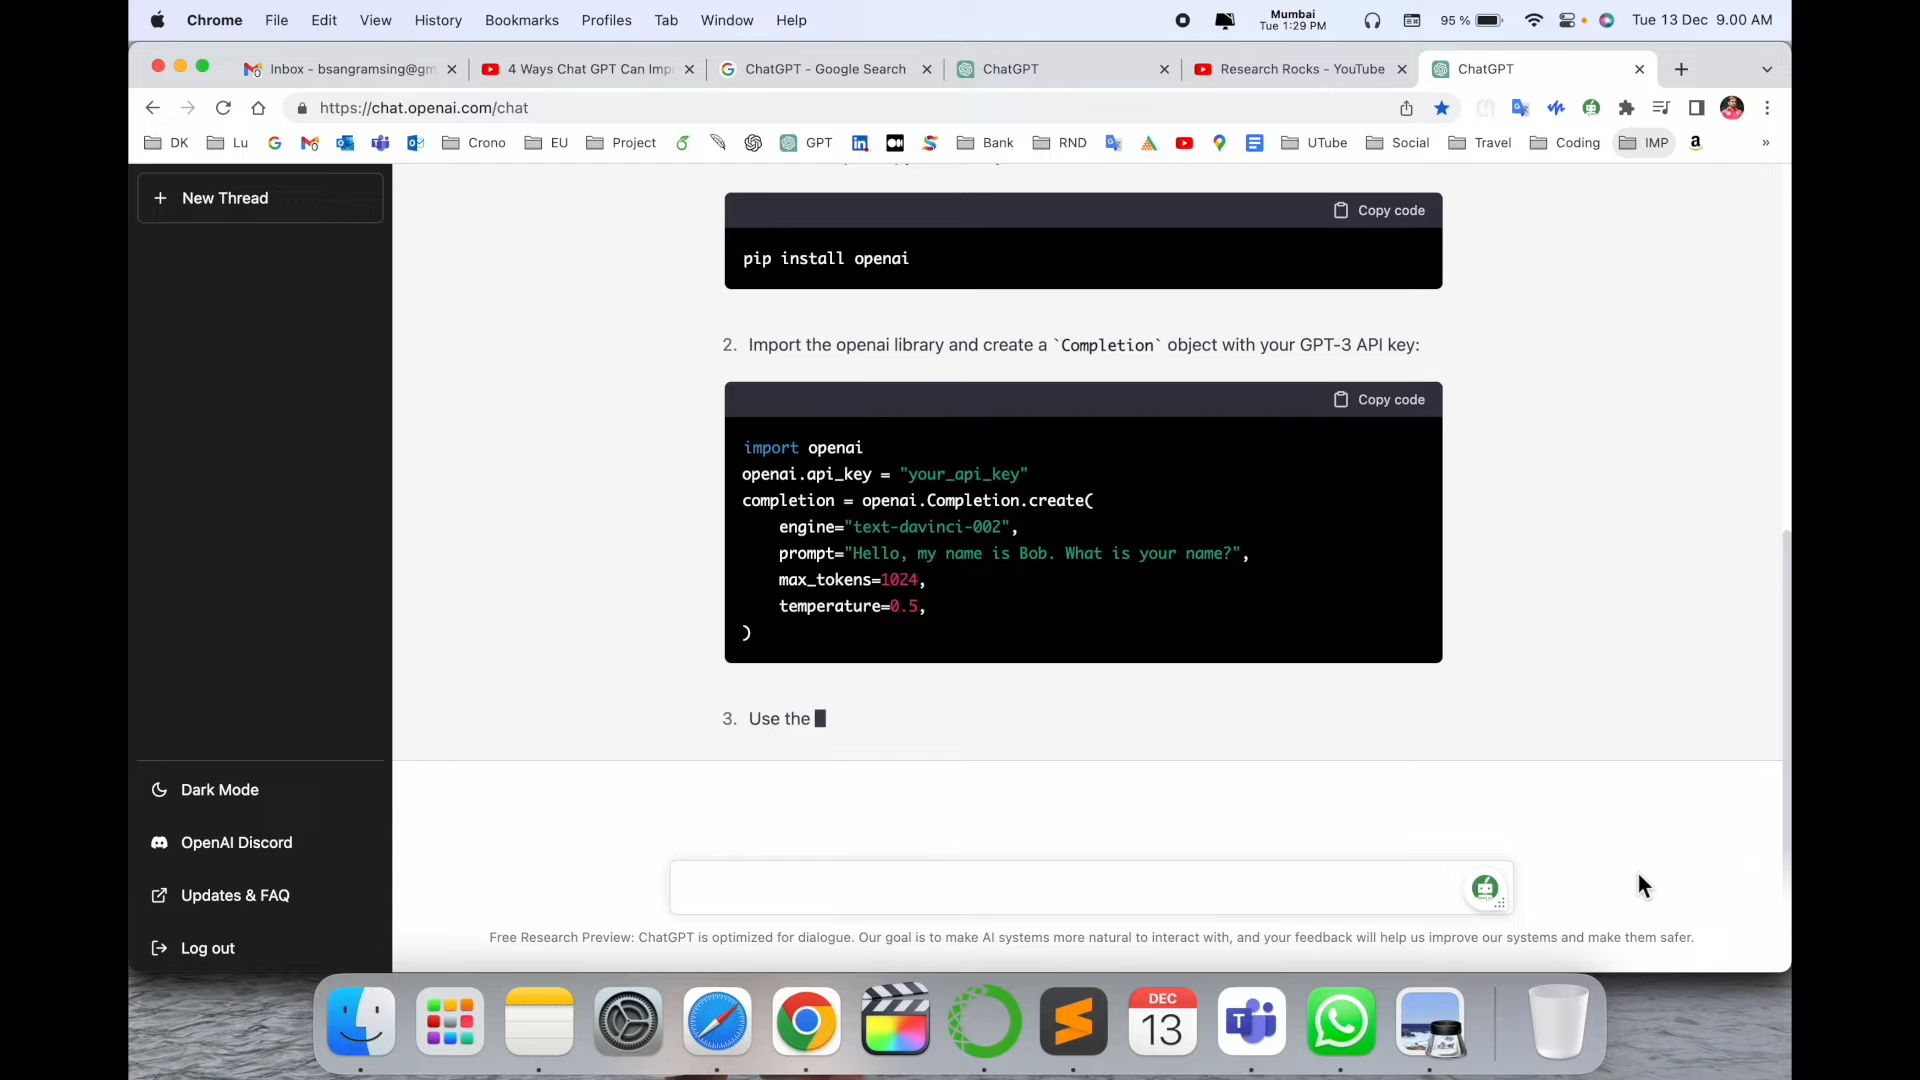 Chrome File Edit View History Bookmarks Profiles Tab Window Help
Mumbai
Tue 1:29 PM
95 %
Tue 13 Dec 9.00 AM
Inbox - bsangramsing@gm
4 Ways Chat GPT Can Imp
ChatGPT - Google Search
ChatGPT
Research Rocks - YouTube
ChatGPT
https://chat.openai.com/chat
DK Lu Crono EU Project GPT Bank RND UTube Social Travel Coding IMP »
+ New Thread
Copy code
pip install openai
2. Import the openai library and create a `Completion` object with your GPT-3 API key:
Copy code
import openai
openai.api_key = "your_api_key"
completion = openai.Completion.create(
engine="text-davinci-002",
prompt="Hello, my name is Bob. What is your name?",
max_tokens=1024,
temperature=0.5,
)
3. Use the
Dark Mode
OpenAI Discord
Updates & FAQ
Log out
Free Research Preview: ChatGPT is optimized for dialogue. Our goal is to make AI systems more natural to interact with, and your feedback will help us improve our systems and make them safer.
DEC
13